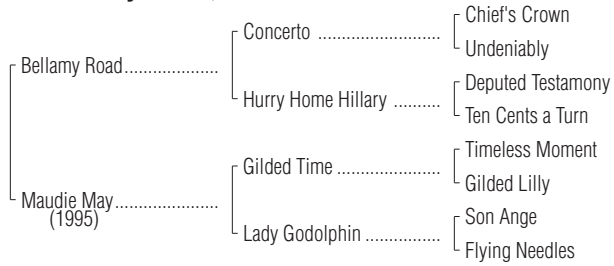 Chief's Crown
Concerto ........................
Undeniably
Bellamy Road...................
Deputed Testamony
Hurry Home Hillary ..........
Ten Cents a Turn
Timeless Moment
Gilded Time .....................
Gilded Lilly
Maudie May.....................
(1995)
Son Ange
Lady Godolphin ...............
Flying Needles